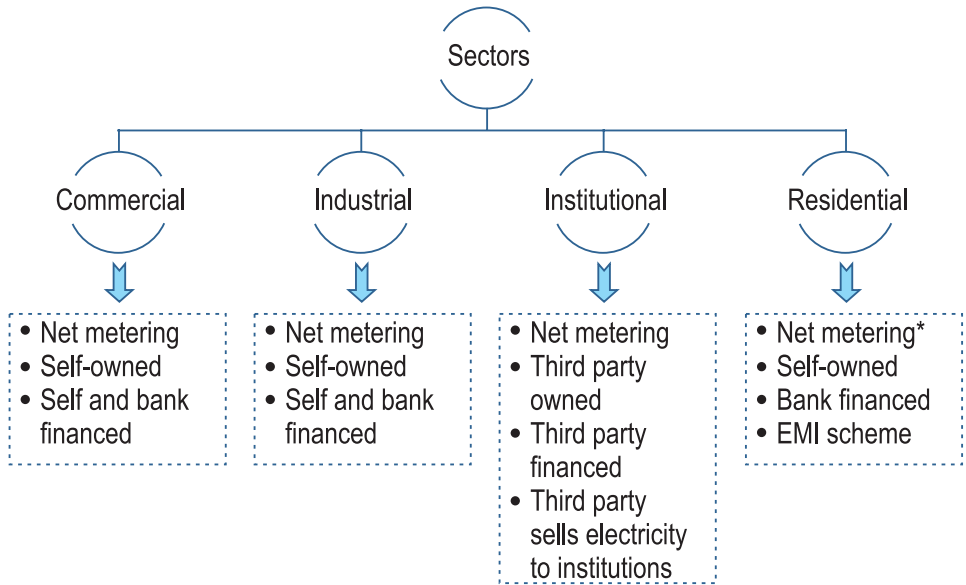 Sectors
Commercial
Industrial
Institutional
Residential
• Net metering
• Self-owned
• Self and bank
financed
• Net metering
• Self-owned
• Self and bank
financed
• Net metering
• Third party
owned
• Third party
financed
• Third party
sells electricity
to institutions
• Net metering*
• Self-owned
• Bank financed
• EMI scheme